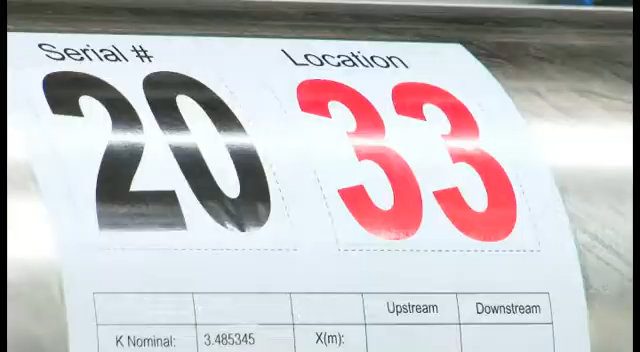 Serial # Location
20 33
Upstream Downstream
K Nominal: 3.485345 X(m):